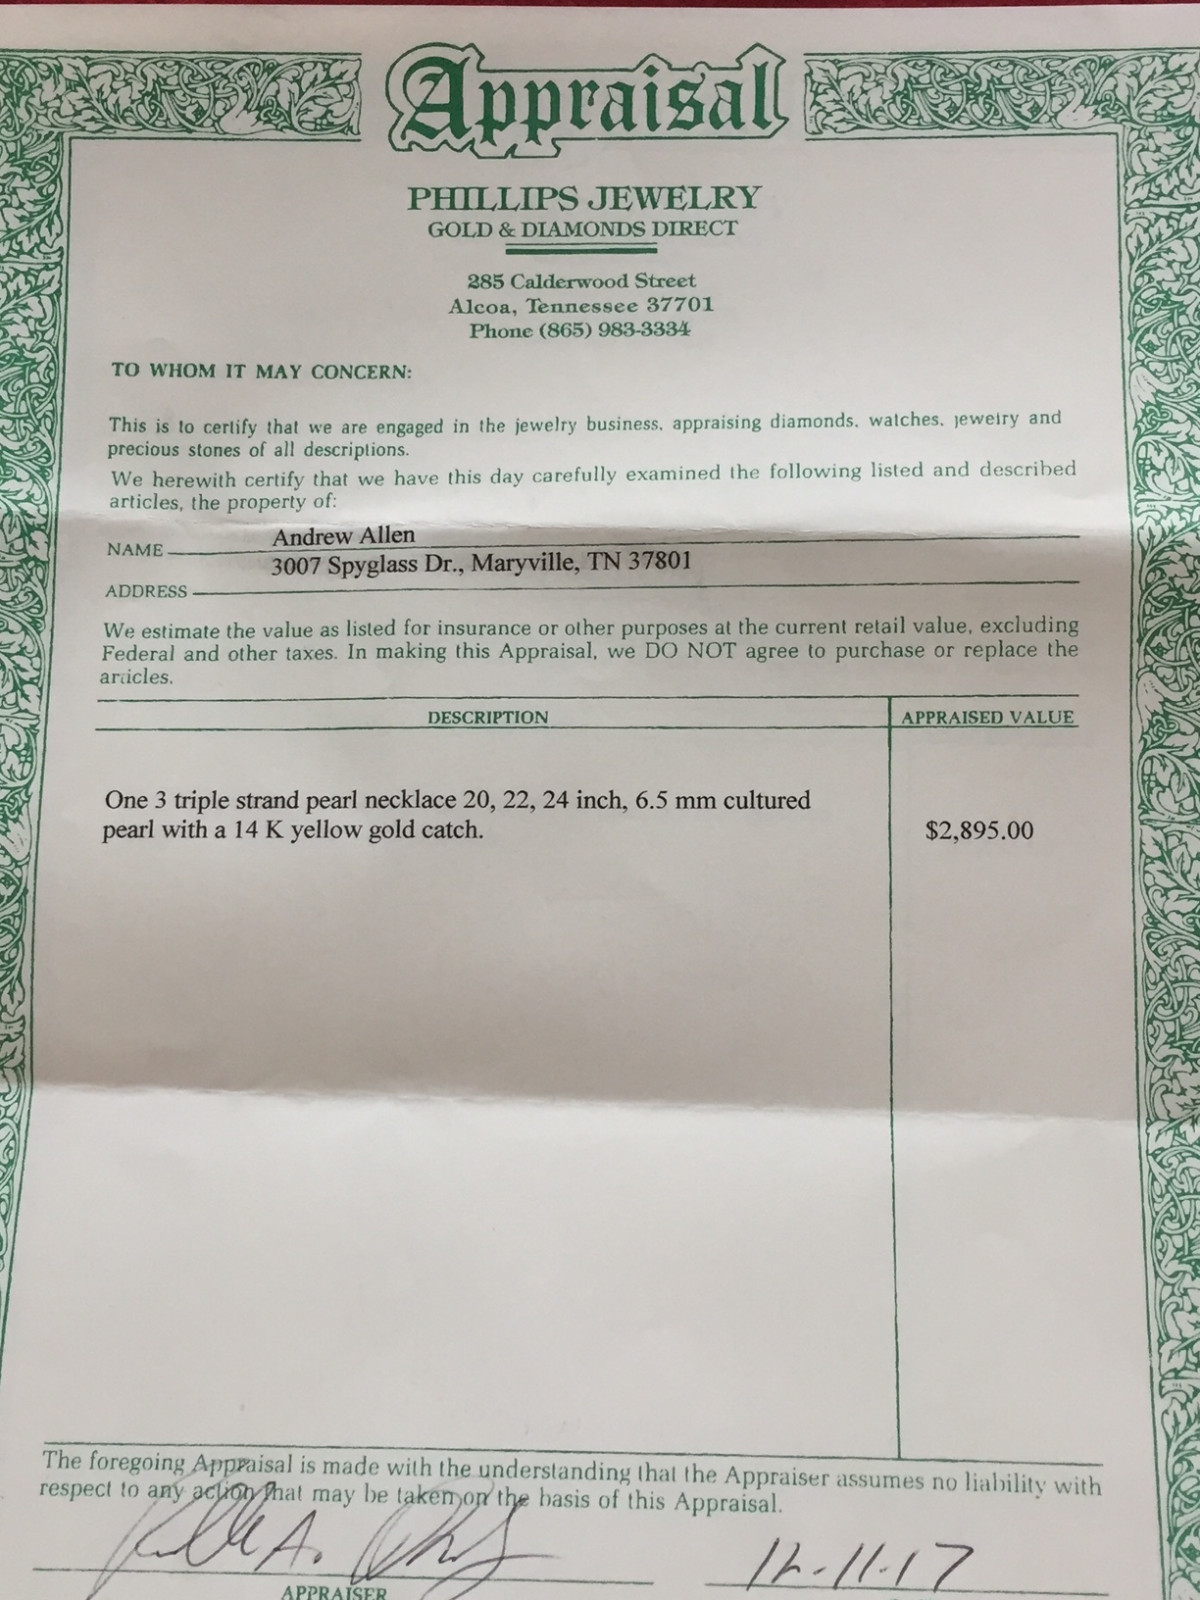 Appraisal
PHILLIPS JEWELRY
GOLD & DIAMONDS DIRECT
285 Calderwood Street
Alcoa, Tennessee 37701
Phone (865) 983-3334
TO WHOM IT MAY CONCERN:
This is to certify that we are engaged in the jewelry business, appraising diamonds, watches, jewelry and
precious stones of all descriptions.
We herewith certify that we have this day carefully examined the following listed and described
articles, the property of:
NAME Andrew Allen
3007 Spyglass Dr., Maryville, TN 37801
ADDRESS
We estimate the value as listed for insurance or other purposes at the current retail value, excluding
Federal and other taxes. In making this Appraisal, we DO NOT agree to purchase or replace the
articles.
DESCRIPTION APPRAISED VALUE
One 3 triple strand pearl necklace 20, 22, 24 inch, 6.5 mm cultured
pearl with a 14 K yellow gold catch. $2,895.00
The foregoing Appraisal is made with the understanding that the Appraiser assumes no liability with
respect to any action that may be taken on the basis of this Appraisal.
12-11-17
APPRAISER